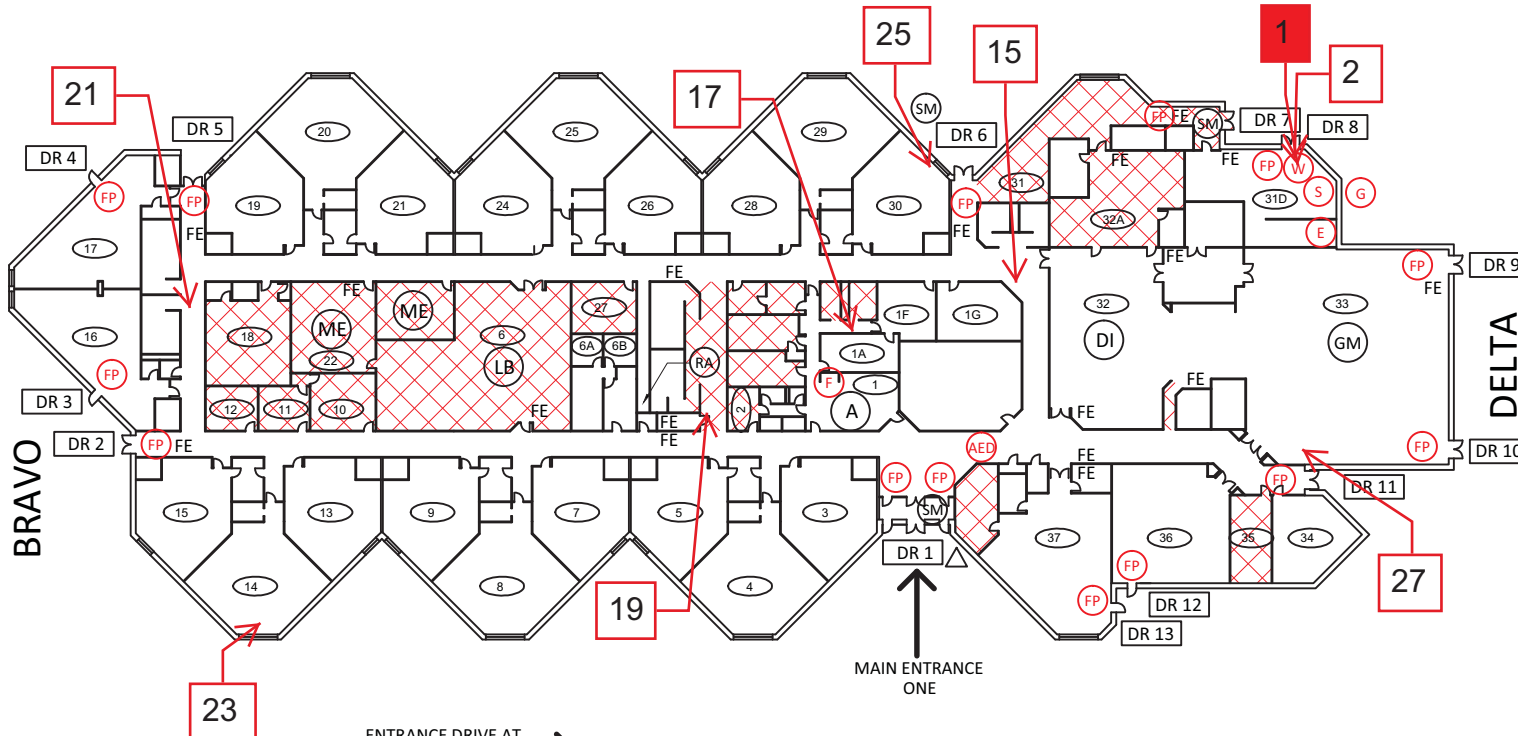 1
25
15
2
21
17
SM
DR 5
DR 6
DR 7
DR 8
FP
FE
SM
20
25
29
DR 4
FE
FE
FP
W
31
S
G
31D
FP
FP
19
21
24
26
28
30
FP
32A
FE
FE
E
17
FE
FP
DR 9
FE
FE
FE
27
1F
1G
32
33
ME
ME
16
18
6
DI
GM
6A
6B
1A
22
LB
RA
FP
F
1
FE
DR 3
12
11
10
FE
2
A
FE
FE
DELTA
BRAVO
DR 2
FP
FE
FE
AED
FE
FE
FP
DR 10
FP
FP
FP
DR 11
15
13
9
7
5
3
SM
37
36
35
34
DR 1
FP
14
8
4
19
FP
DR 12
27
DR 13
MAIN ENTRANCE
ONE
23
ENTRANCE DRIVE AT